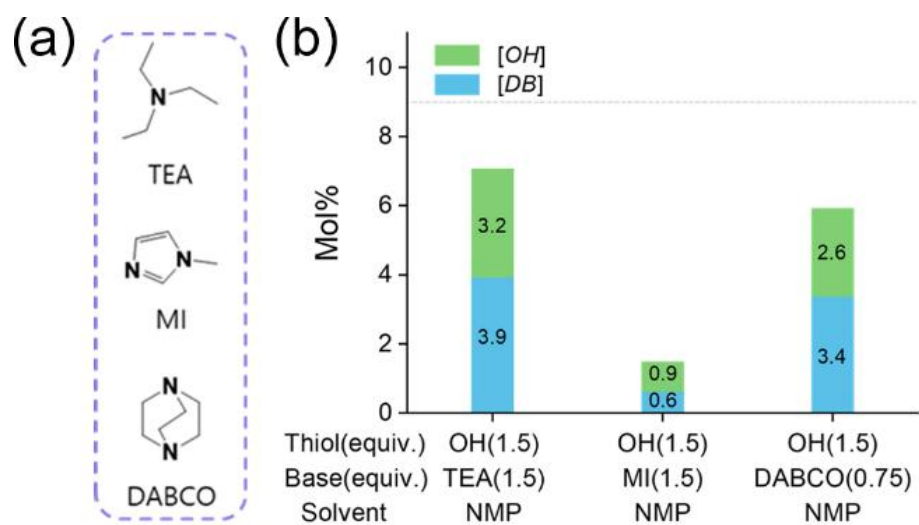 (a)
N
TEA
N
N
MI
N
N
DABCO
(b)
[OH]
[DB]
Mol%
10
8
6
4
2
0
3.2
3.9
0.9
0.6
2.6
3.4
Thiol(equiv.) OH(1.5) OH(1.5) OH(1.5)
Base(equiv.) TEA(1.5) MI(1.5) DABCO(0.75)
Solvent NMP NMP NMP